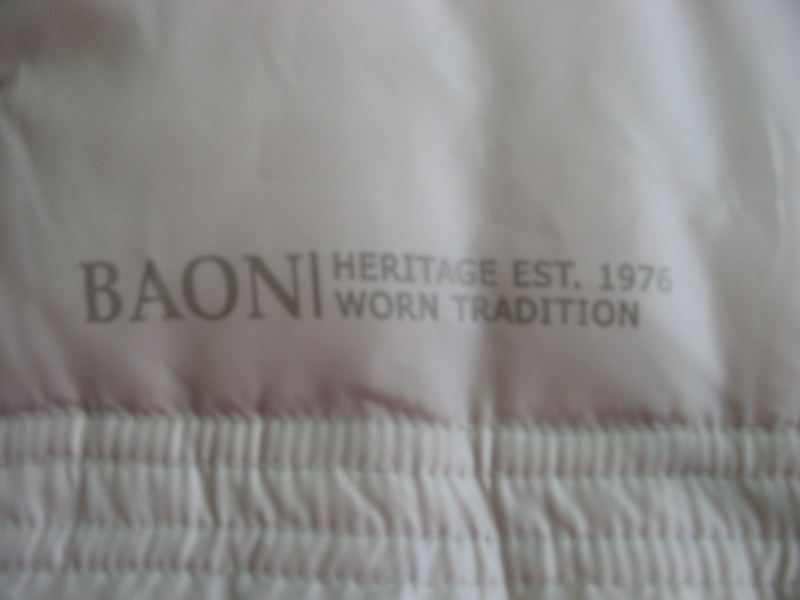 BAON | HERITAGE EST. 1976
WORN TRADITION